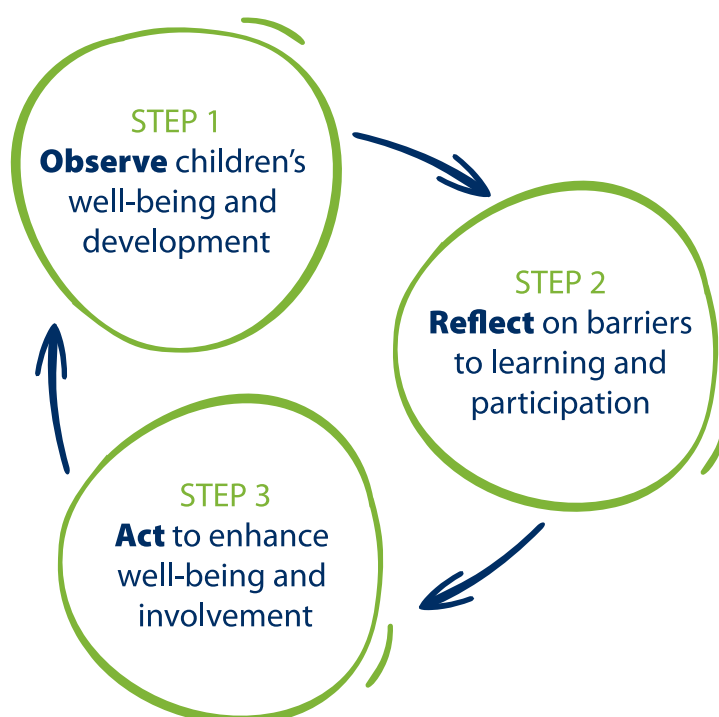 STEP 1
Observe children's
well-being and
development
STEP 2
Reflect on barriers
to learning and
participation
STEP 3
Act to enhance
well-being and
involvement